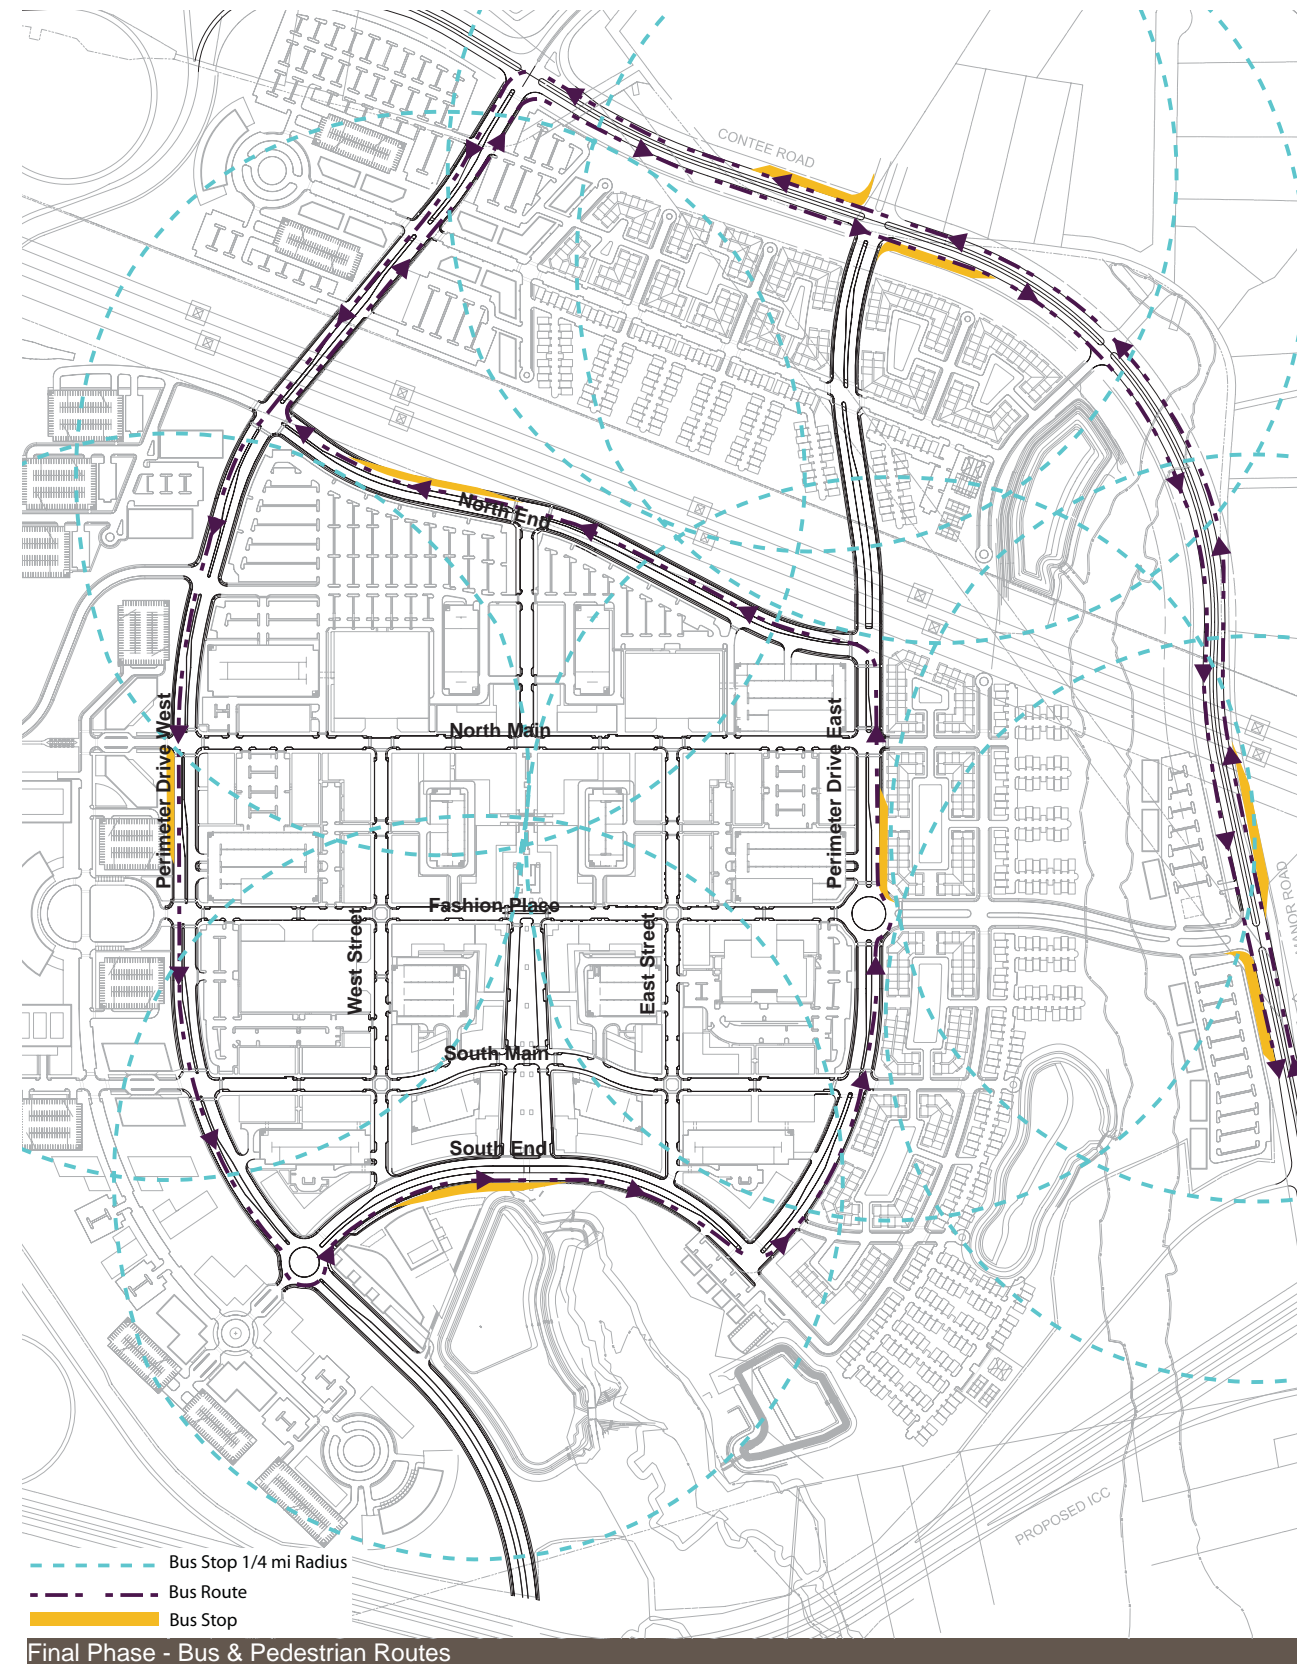 CONTEE ROAD
North End
Perimeter Drive West
North Main
Perimeter Drive East
Fashion Place
West Street
East Street
MANOR ROAD
South Main
South End
PROPOSED ICC
Bus Stop 1/4 mi Radius
Bus Route
Bus Stop
Final Phase - Bus & Pedestrian Routes